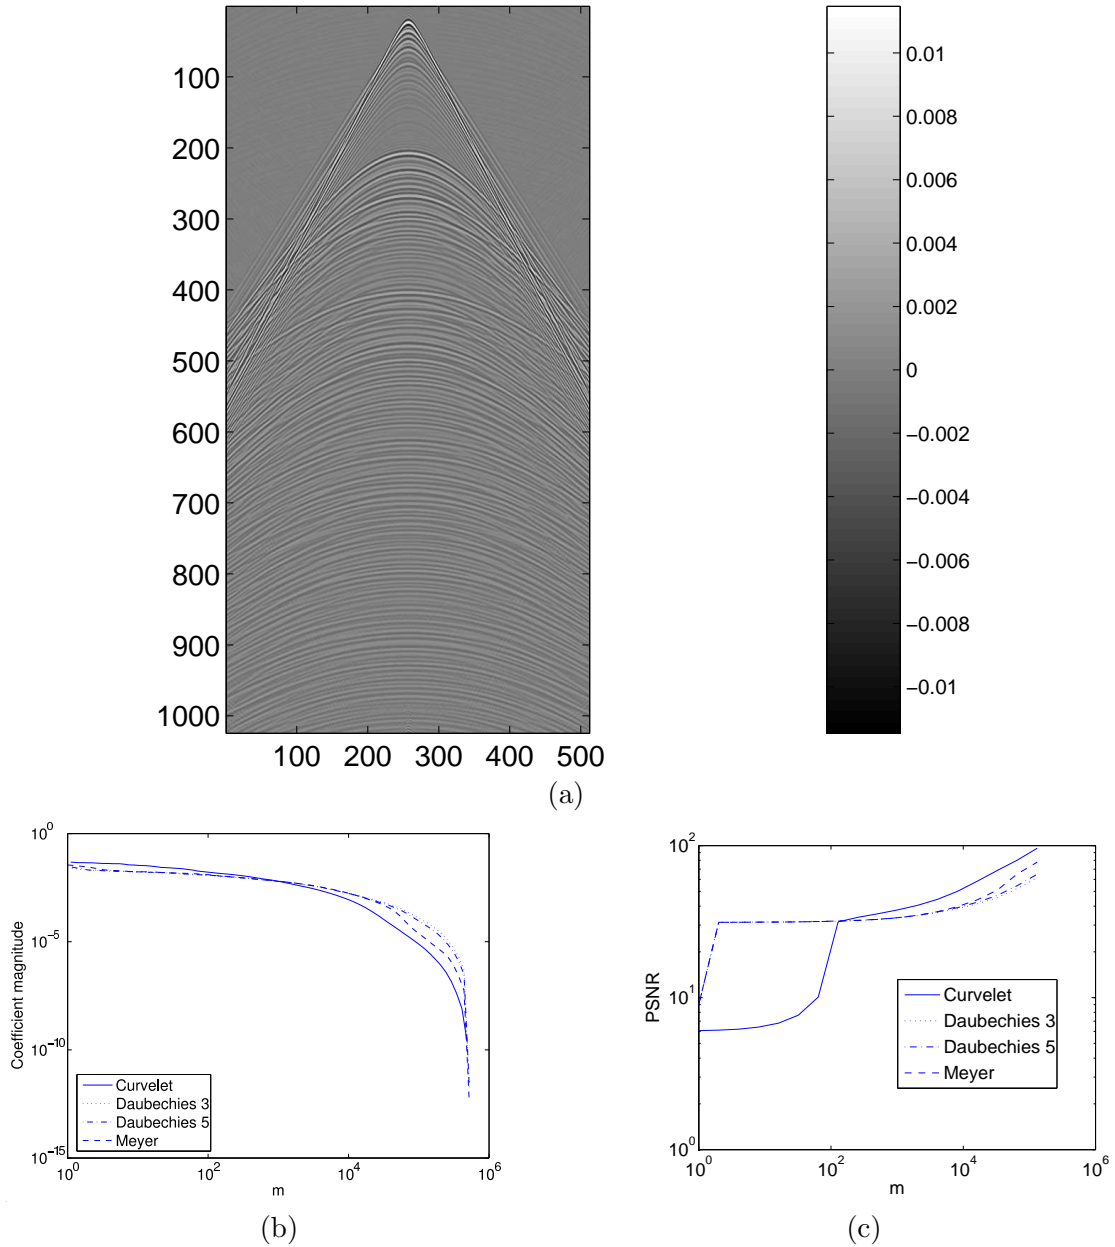 100
200
300
400
500
600
700
800
900
1000
100 200 300 400 500
0.01
0.008
0.006
0.004
0.002
0
−0.002
−0.004
−0.006
−0.008
−0.01
(a)
10^0
10^−5
10^−10
10^−15
Coefficient magnitude
Curvelet
Daubechies 3
Daubechies 5
Meyer
10^0 10^2 10^4 10^6
m
(b)
10^2
10^1
10^0
PSNR
Curvelet
Daubechies 3
Daubechies 5
Meyer
10^0 10^2 10^4 10^6
m
(c)